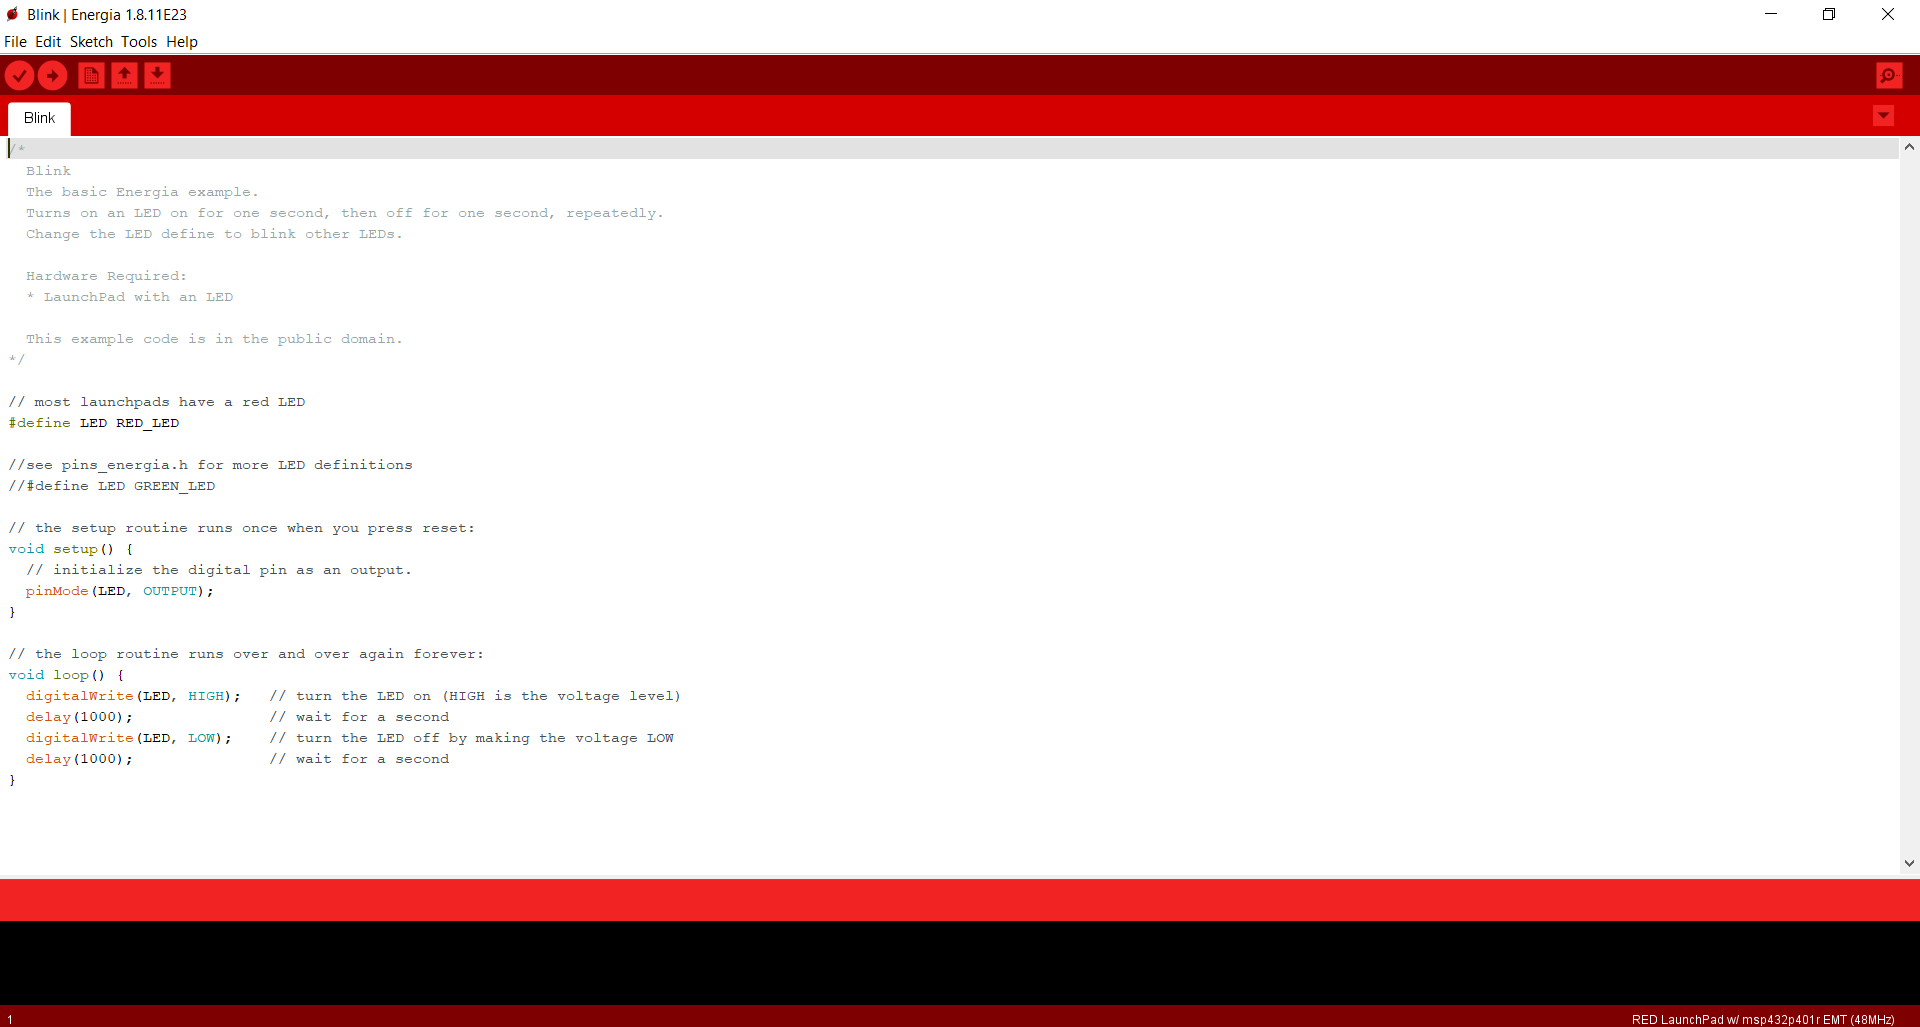 Blink | Energia 1.8.11E23
File Edit Sketch Tools Help
Blink
/*
Blink
The basic Energia example.
Turns on an LED on for one second, then off for one second, repeatedly.
Change the LED define to blink other LEDs.
Hardware Required:
* LaunchPad with an LED
This example code is in the public domain.
*/
// most launchpads have a red LED
#define LED RED_LED
//see pins_energia.h for more LED definitions
//#define LED GREEN_LED
// the setup routine runs once when you press reset:
void setup() {
// initialize the digital pin as an output.
pinMode(LED, OUTPUT);
}
// the loop routine runs over and over again forever:
void loop() {
digitalWrite(LED, HIGH);   // turn the LED on (HIGH is the voltage level)
delay(1000);               // wait for a second
digitalWrite(LED, LOW);    // turn the LED off by making the voltage LOW
delay(1000);               // wait for a second
}
1 RED LaunchPad w/ msp432p401r EMT (48MHz)